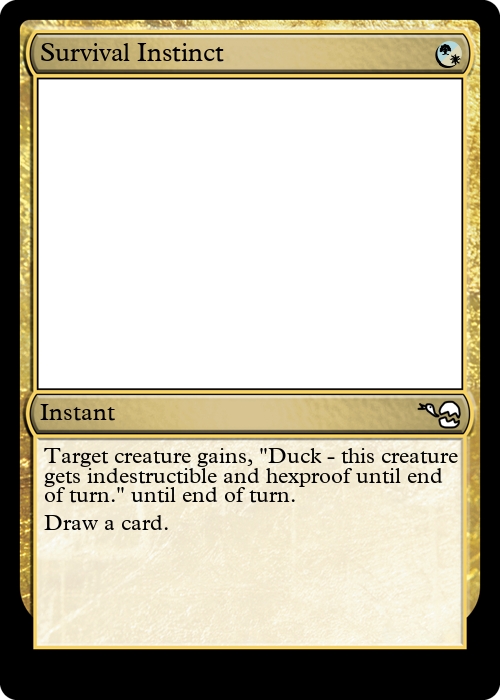 Survival Instinct
Instant
Target creature gains, "Duck - this creature
gets indestructible and hexproof until end
of turn." until end of turn.
Draw a card.